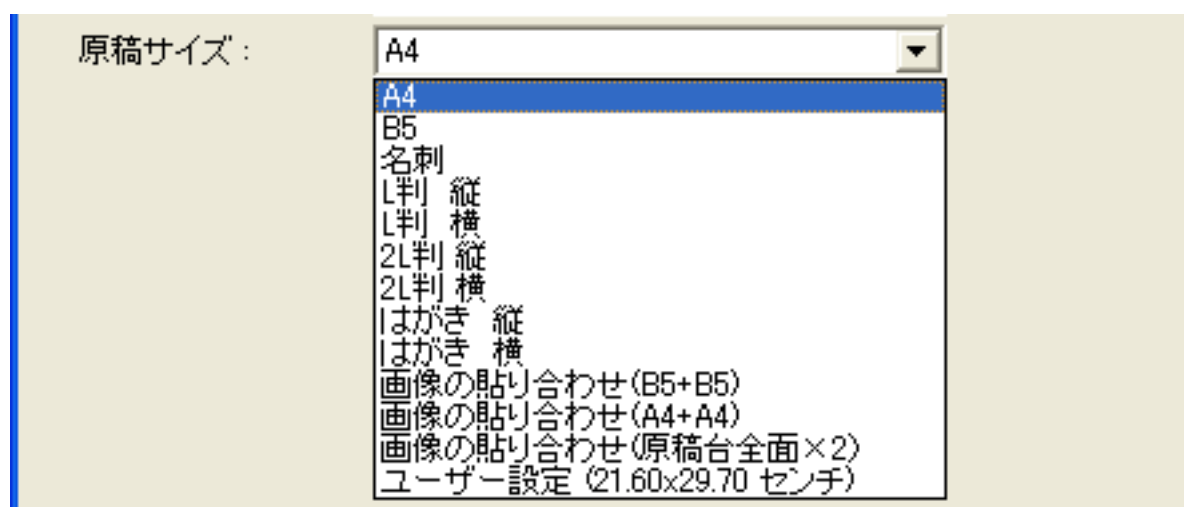 原稿サイズ： A4
A4
B5
名刺
L判 縦
L判 横
2L判 縦
2L判 横
はがき 縦
はがき 横
画像の貼り合わせ(B5+B5)
画像の貼り合わせ(A4+A4)
画像の貼り合わせ(原稿台全面×2)
ユーザー設定 (21.60x29.70 センチ)